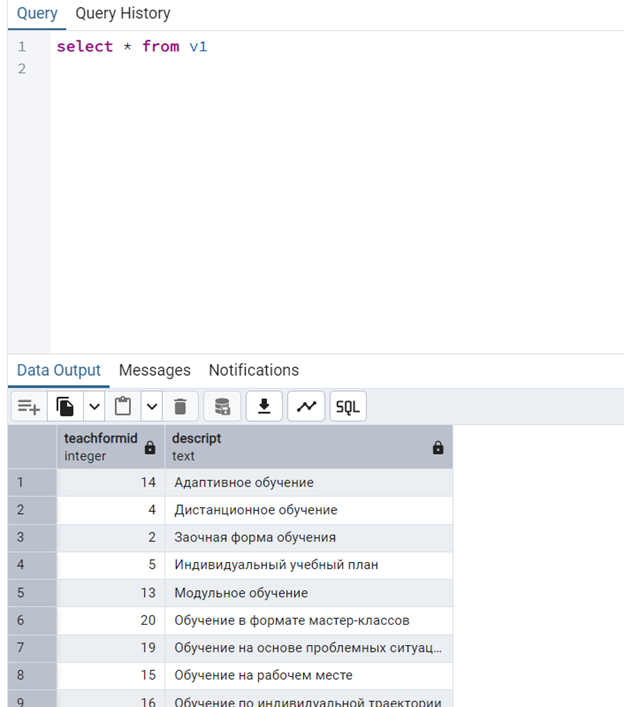 Query Query History
1 select * from v1
2
Data Output Messages Notifications
SQL
teachformid descript
integer text
1 14 Адаптивное обучение
2 4 Дистанционное обучение
3 2 Заочная форма обучения
4 5 Индивидуальный учебный план
5 13 Модульное обучение
6 20 Обучение в формате мастер-классов
7 19 Обучение на основе проблемных ситуац...
8 15 Обучение на рабочем месте
9 16 Обучение по индивидуальной траектории